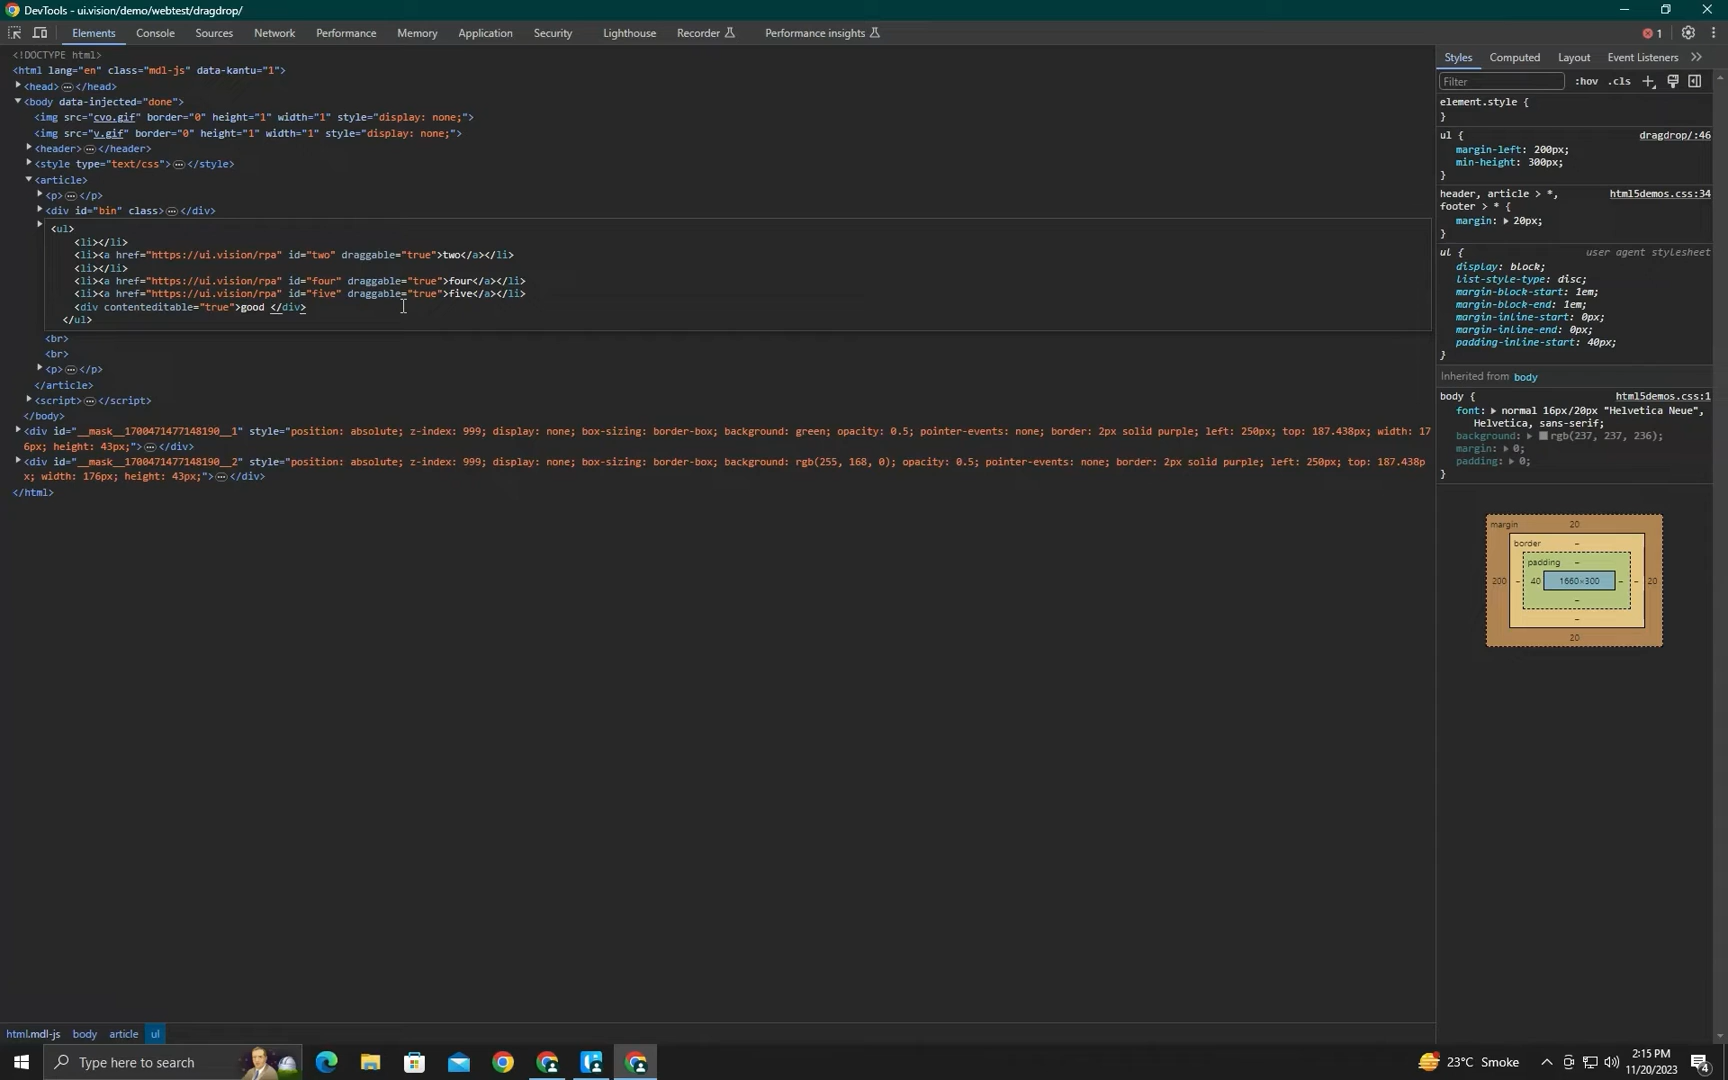 DevTools - ui.vision/demo/webtest/dragdrop/
Elements Console Sources Network Performance Memory Application Security Lighthouse Recorder Performance insights 1
<!DOCTYPE html>
<html lang="en" class="mdl-js" data-kantu="1">
<head>…</head>
<body data-injected="done">
<img src="cvo.gif" border="0" height="1" width="1" style="display: none;">
<img src="v.gif" border="0" height="1" width="1" style="display: none;">
<header>…</header>
<style type="text/css">…</style>
<article>
<p>…</p>
<div id="bin" class>…</div>
<ul>
<li></li>
<li><a href="https://ui.vision/rpa" id="two" draggable="true">two</a></li>
<li></li>
<li><a href="https://ui.vision/rpa" id="four" draggable="true">four</a></li>
<li><a href="https://ui.vision/rpa" id="five" draggable="true">five</a></li>
<div contenteditable="true">good </div>
</ul>
<br>
<br>
<p>…</p>
</article>
<script>…</script>
</body>
<div id="__mask__1700471477148190__1" style="position: absolute; z-index: 999; display: none; box-sizing: border-box; background: green; opacity: 0.5; pointer-events: none; border: 2px solid purple; left: 250px; top: 187.438px; width: 17
6px; height: 43px;">…</div>
<div id="__mask__1700471477148190__2" style="position: absolute; z-index: 999; display: none; box-sizing: border-box; background: rgb(255, 168, 0); opacity: 0.5; pointer-events: none; border: 2px solid purple; left: 250px; top: 187.438p
x; width: 176px; height: 43px;">…</div>
</html>
Styles Computed Layout Event Listeners
Filter :hov .cls
element.style {
}
ul { dragdrop/:46
margin-left: 200px;
min-height: 300px;
}
header, article > *, html5demos.css:34
footer > * {
margin: 20px;
}
ul { user agent stylesheet
display: block;
list-style-type: disc;
margin-block-start: 1em;
margin-block-end: 1em;
margin-inline-start: 0px;
margin-inline-end: 0px;
padding-inline-start: 40px;
}
Inherited from body
body { html5demos.css:1
font: normal 16px/20px "Helvetica Neue",
Helvetica, sans-serif;
background: rgb(237, 237, 236);
margin: 0;
padding: 0;
}
margin 20
border –
padding –
200 – 40 1660×300 – – 20
–
–
20
html.mdl-js body article ul
Type here to search
23°C Smoke
2:15 PM
11/20/2023
4